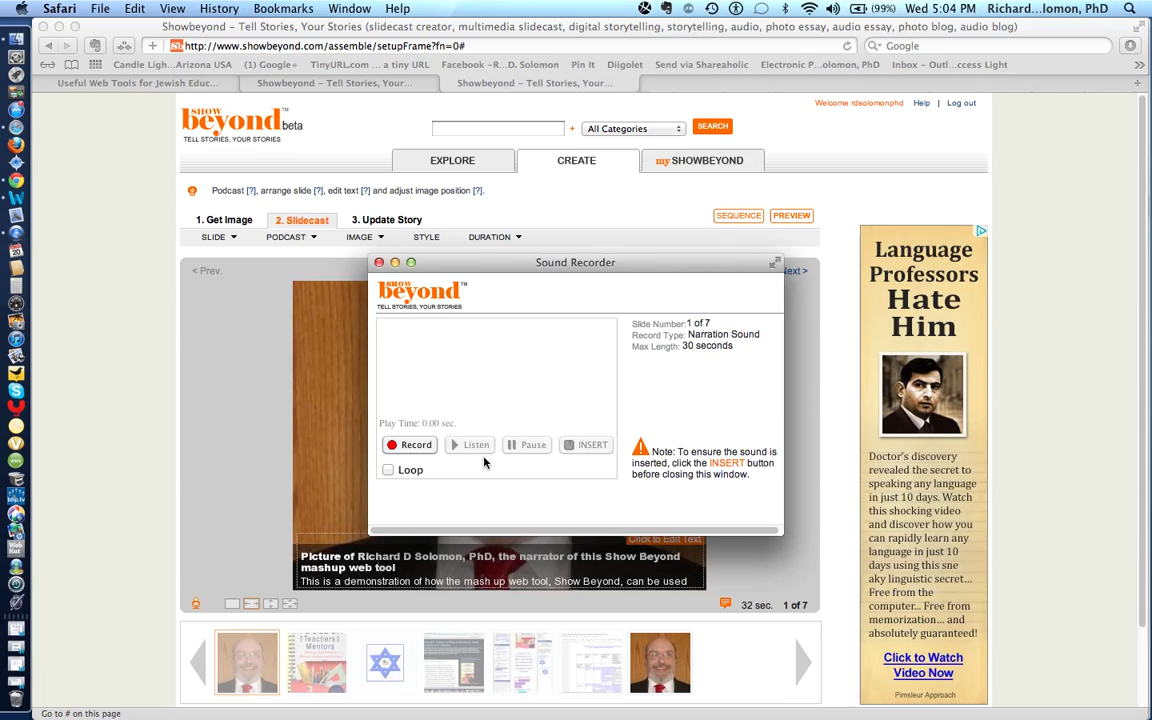 Safari File Edit View History Bookmarks Window Help (99%) Wed 5:04 PM Richard...lomon, PhD
Showbeyond - Tell Stories, Your Stories (slidecast creator, multimedia slidecast, digital storytelling, storytelling, audio, photo essay, audio essay, photo blog, audio blog)
http://www.showbeyond.com/assemble/setupFrame?fn=0# Google
Candle Ligh...Arizona USA (1) Google+ TinyURL.com ... a tiny URL Facebook -R...D. Solomon Pin It Diigolet Send via Shareaholic Electronic P...olomon, PhD Inbox - Outl...ccess Light
Useful Web Tools for Jewish Educ... Showbeyond - Tell Stories, Your... Showbeyond - Tell Stories, Your...
Welcome rdsolomonphd Help | Log out
show beyond™ beta
TELL STORIES, YOUR STORIES
+ All Categories SEARCH
EXPLORE CREATE my SHOWBEYOND
Podcast [?], arrange slide [?], edit text [?] and adjust image position [?].
1. Get Image 2. Slidecast 3. Update Story SEQUENCE PREVIEW
SLIDE PODCAST IMAGE STYLE DURATION
< Prev. Next >
Sound Recorder
show beyond™
TELL STORIES, YOUR STORIES
Slide Number: 1 of 7
Record Type: Narration Sound
Max Length: 30 seconds
Play Time: 0.00 sec.
Record Listen Pause INSERT
Loop
Note: To ensure the sound is
inserted, click the INSERT button
before closing this window.
Click to Edit Text
Picture of Richard D Solomon, PhD, the narrator of this Show Beyond
mashup web tool
This is a demonstration of how the mash up web tool, Show Beyond, can be used
32 sec. 1 of 7
Teachers'
Mentors
Language
Professors
Hate
Him
Doctor's discovery
revealed the secret to
speaking any language
in just 10 days. Watch
this shocking video
and discover how you
can rapidly learn any
language in just 10
days using this sne
aky linguistic secret...
Free from the
computer... Free from
memorization... and
absolutely guaranteed!
Click to Watch
Video Now
Pimsleur Approach
Web
Kut
blip.tv
Go to # on this page